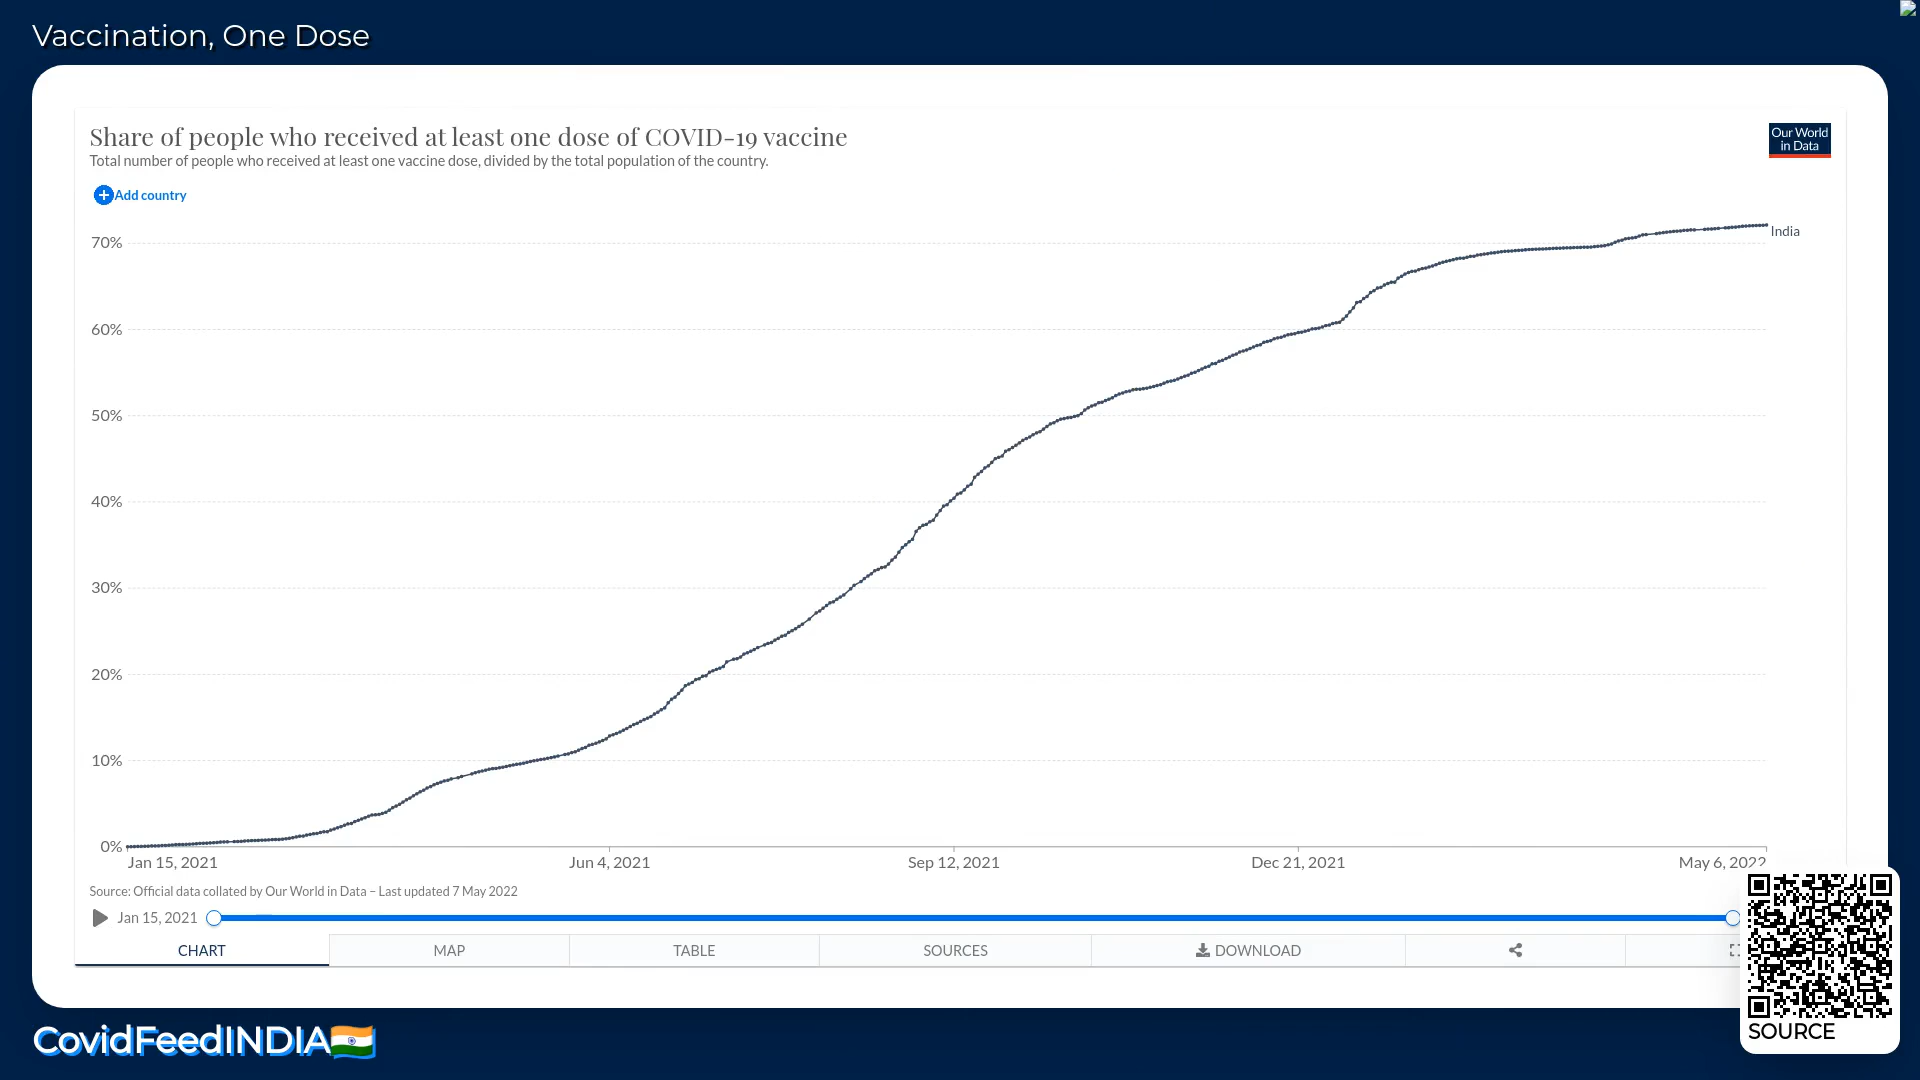 Vaccination, One Dose
Share of people who received at least one dose of COVID-19 vaccine
Total number of people who received at least one vaccine dose, divided by the total population of the country.
Our World
in Data
Add country
70%
India
60%
50%
40%
30%
20%
10%
0%
Jan 15, 2021 Jun 4, 2021 Sep 12, 2021 Dec 21, 2021 May 6, 2022
Source: Official data collated by Our World in Data – Last updated 7 May 2022
Jan 15, 2021
CHART MAP TABLE SOURCES DOWNLOAD
CovidFeedINDIA
SOURCE